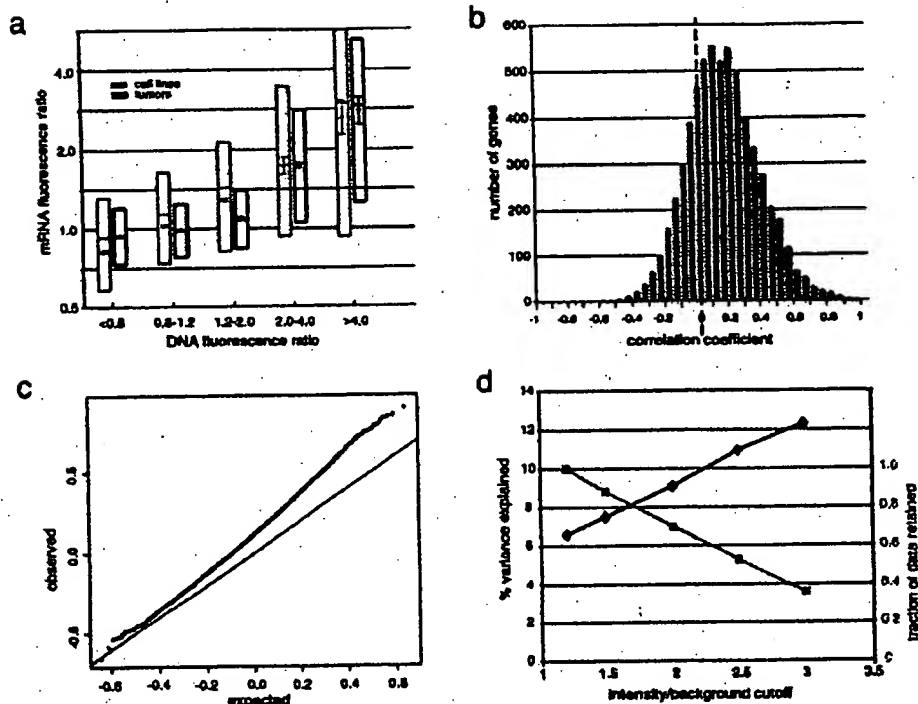 a
mRNA fluorescence ratio
4.0
2.0
1.0
0.5
cell lines
tumors
<0.8
0.8-1.2
1.2-2.0
2.0-4.0
>4.0
DNA fluorescence ratio
b
number of genes
600
500
400
300
200
100
0
-1 -0.8 -0.6 -0.4 -0.2 0 0.2 0.4 0.6 0.8 1
correlation coefficient
c
observed
0.5
0.0
-0.5
-0.6 -0.2 0.0 0.2 0.4
expected
d
% variance explained
14
12
10
8
6
4
2
0
1 1.5 2 2.5 3 3.5
intensity/background cutoff
1.0
0.8
0.6
0.4
0.2
0
fraction of data retained